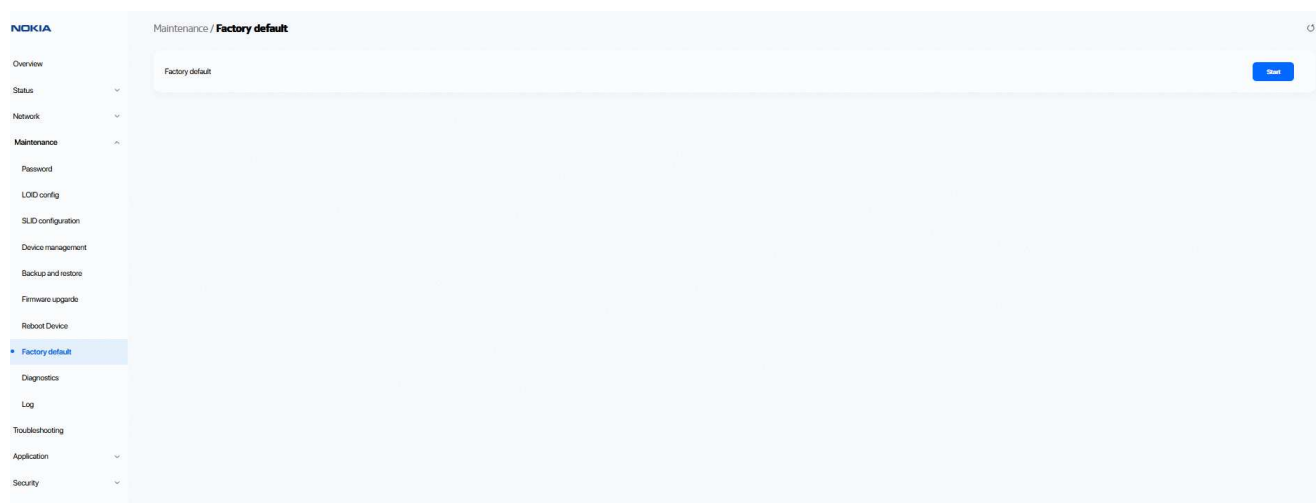 NOKIA
Maintenance / Factory default
Overview
Factory default
Start
Status
Network
Maintenance
Password
LOID config
SLID configuration
Device management
Backup and restore
Firmware upgarde
Reboot Device
Factory default
Diagnostics
Log
Troubleshooting
Application
Security